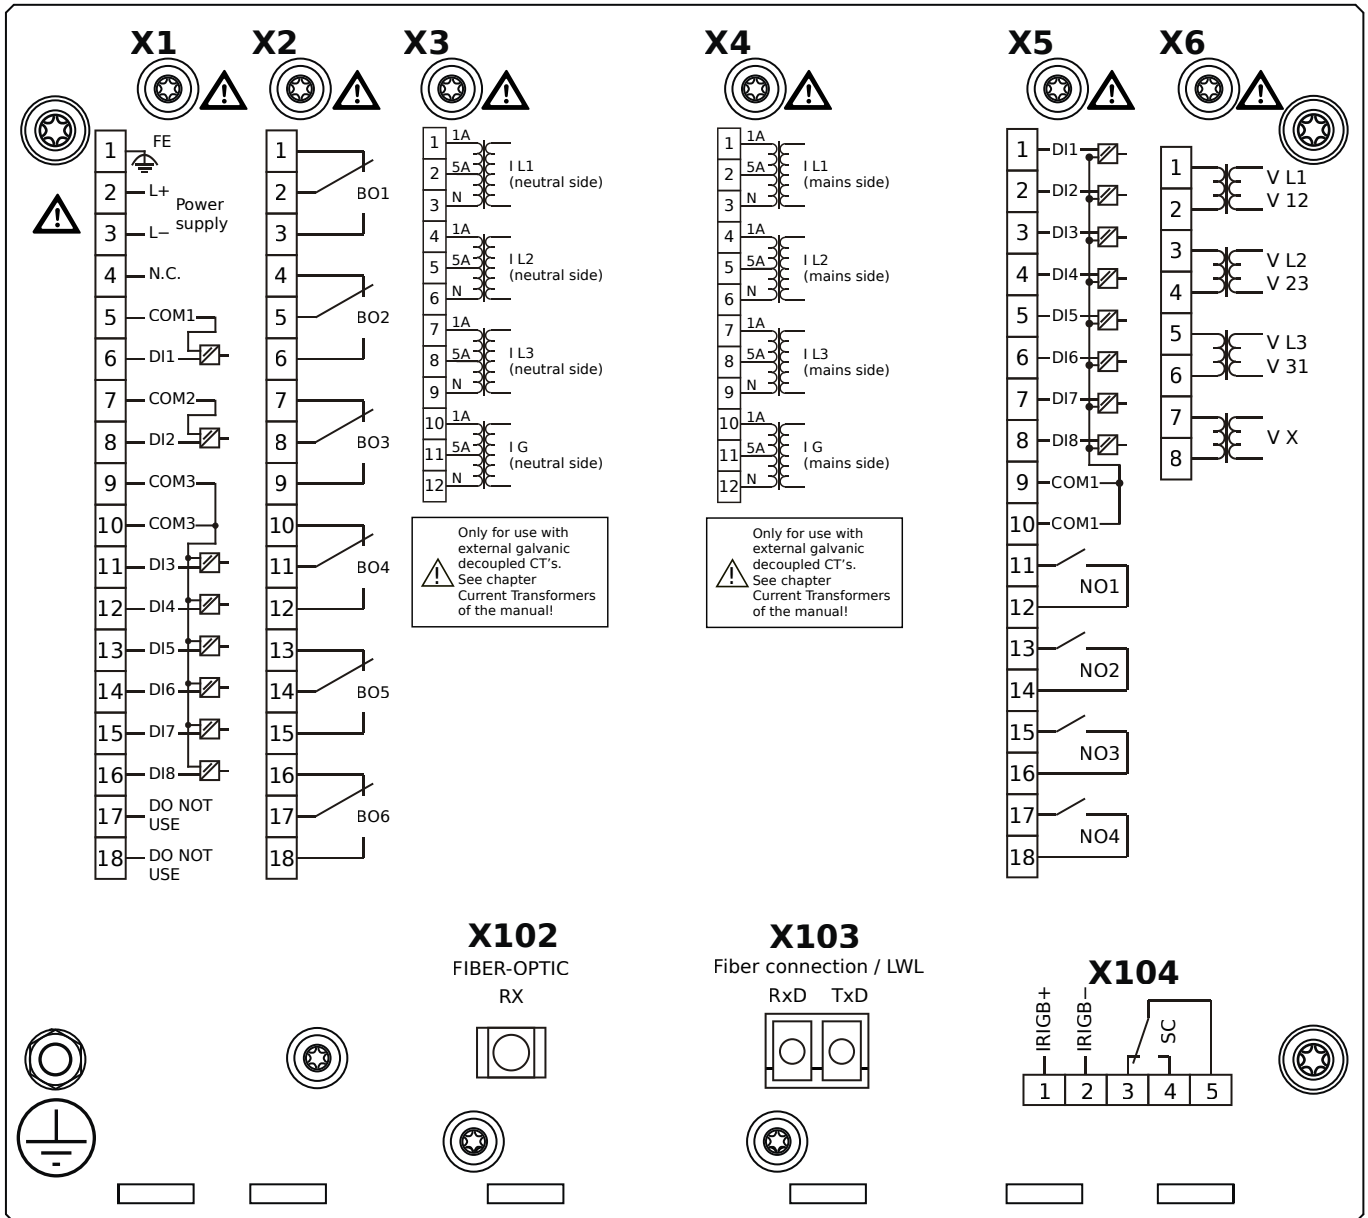 X1
X2
X3
X4
X5
X6
1
FE
2
L+
Power
supply
3
L−
4
N.C.
5
COM1
6
DI1
7
COM2
8
DI2
9
COM3
10
COM3
11
DI3
12
DI4
13
DI5
14
DI6
15
DI7
16
DI8
17
DO NOT
USE
18
DO NOT
USE
1
2
BO1
3
4
5
BO2
6
7
8
BO3
9
10
11
BO4
12
13
14
BO5
15
16
17
BO6
18
1
1A
2
5A
I L1
(neutral side)
3
N
4
1A
5
5A
I L2
(neutral side)
6
N
7
1A
8
5A
I L3
(neutral side)
9
N
10
1A
11
5A
I G
(neutral side)
12
N
Only for use with
external galvanic
decoupled CT's.
See chapter
Current Transformers
of the manual!
1
1A
2
5A
I L1
(mains side)
3
N
4
1A
5
5A
I L2
(mains side)
6
N
7
1A
8
5A
I L3
(mains side)
9
N
10
1A
11
5A
I G
(mains side)
12
N
Only for use with
external galvanic
decoupled CT's.
See chapter
Current Transformers
of the manual!
1
DI1
2
DI2
3
DI3
4
DI4
5
DI5
6
DI6
7
DI7
8
DI8
9
COM1
10
COM1
11
NO1
12
13
NO2
14
15
NO3
16
17
NO4
18
1
V L1
2
V 12
3
V L2
4
V 23
5
V L3
6
V 31
7
V X
8
X102
FIBER-OPTIC
RX
X103
Fiber connection / LWL
RxD TxD
X104
IRIGB+
IRIGB−
SC
1 2 3 4 5